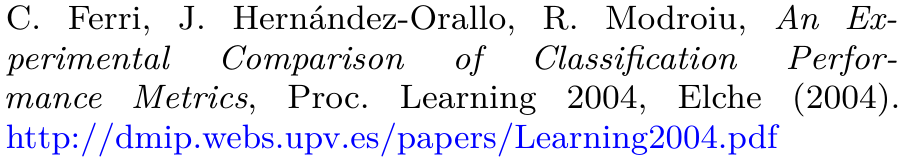 C. Ferri, J. Hernández-Orallo, R. Modroiu, An Ex-
perimental Comparison of Classification Perfor-
mance Metrics, Proc. Learning 2004, Elche (2004).
http://dmip.webs.upv.es/papers/Learning2004.pdf